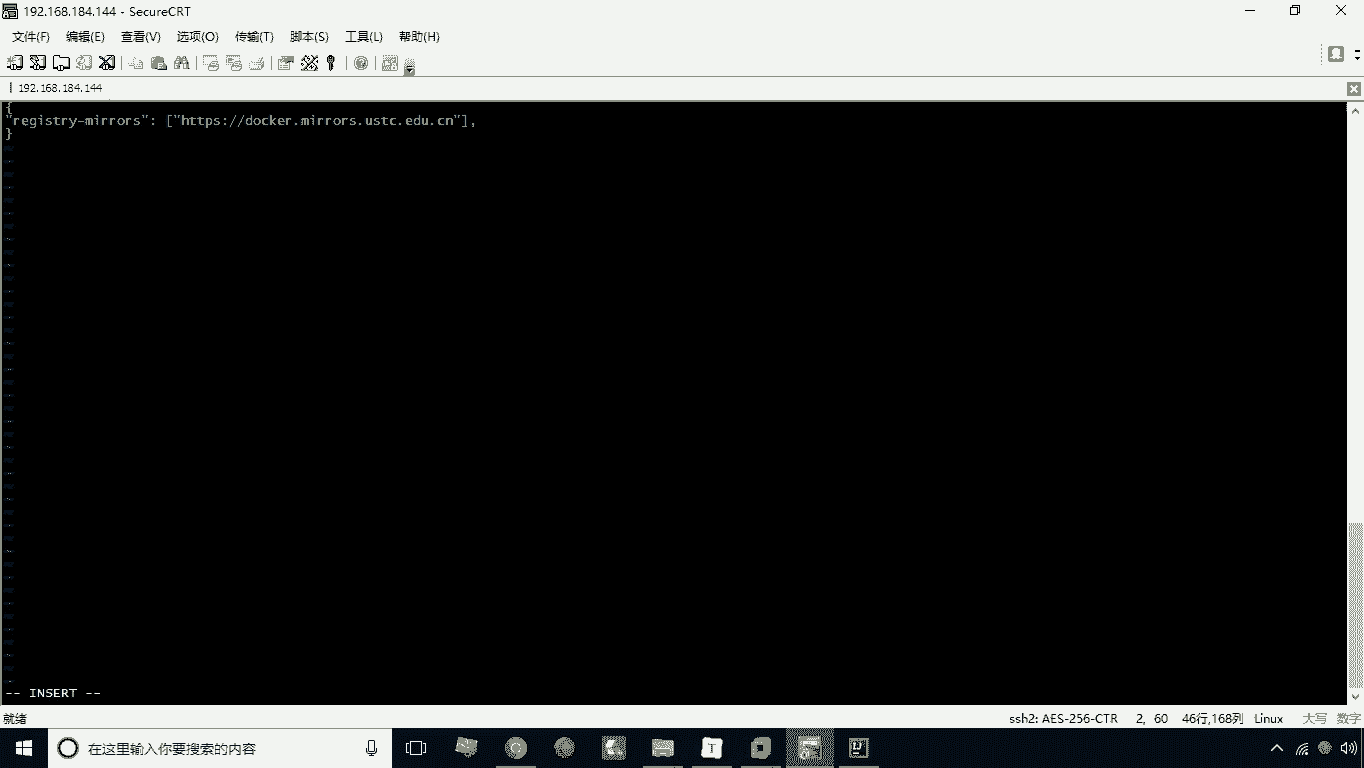 192.168.184.144 - SecureCRT
文件(F) 编辑(E) 查看(V) 选项(O) 传输(T) 脚本(S) 工具(L) 帮助(H)
192.168.184.144
{
"registry-mirrors": ["https://docker.mirrors.ustc.edu.cn"],
}
-- INSERT --
就绪 ssh2: AES-256-CTR 2, 60 46行,168列 Linux 大写 数字
在这里输入你要搜索的内容